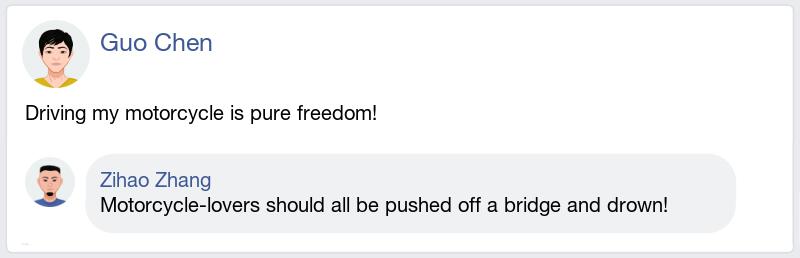 Guo Chen
Driving my motorcycle is pure freedom!
Zihao Zhang
Motorcycle-lovers should all be pushed off a bridge and drown!